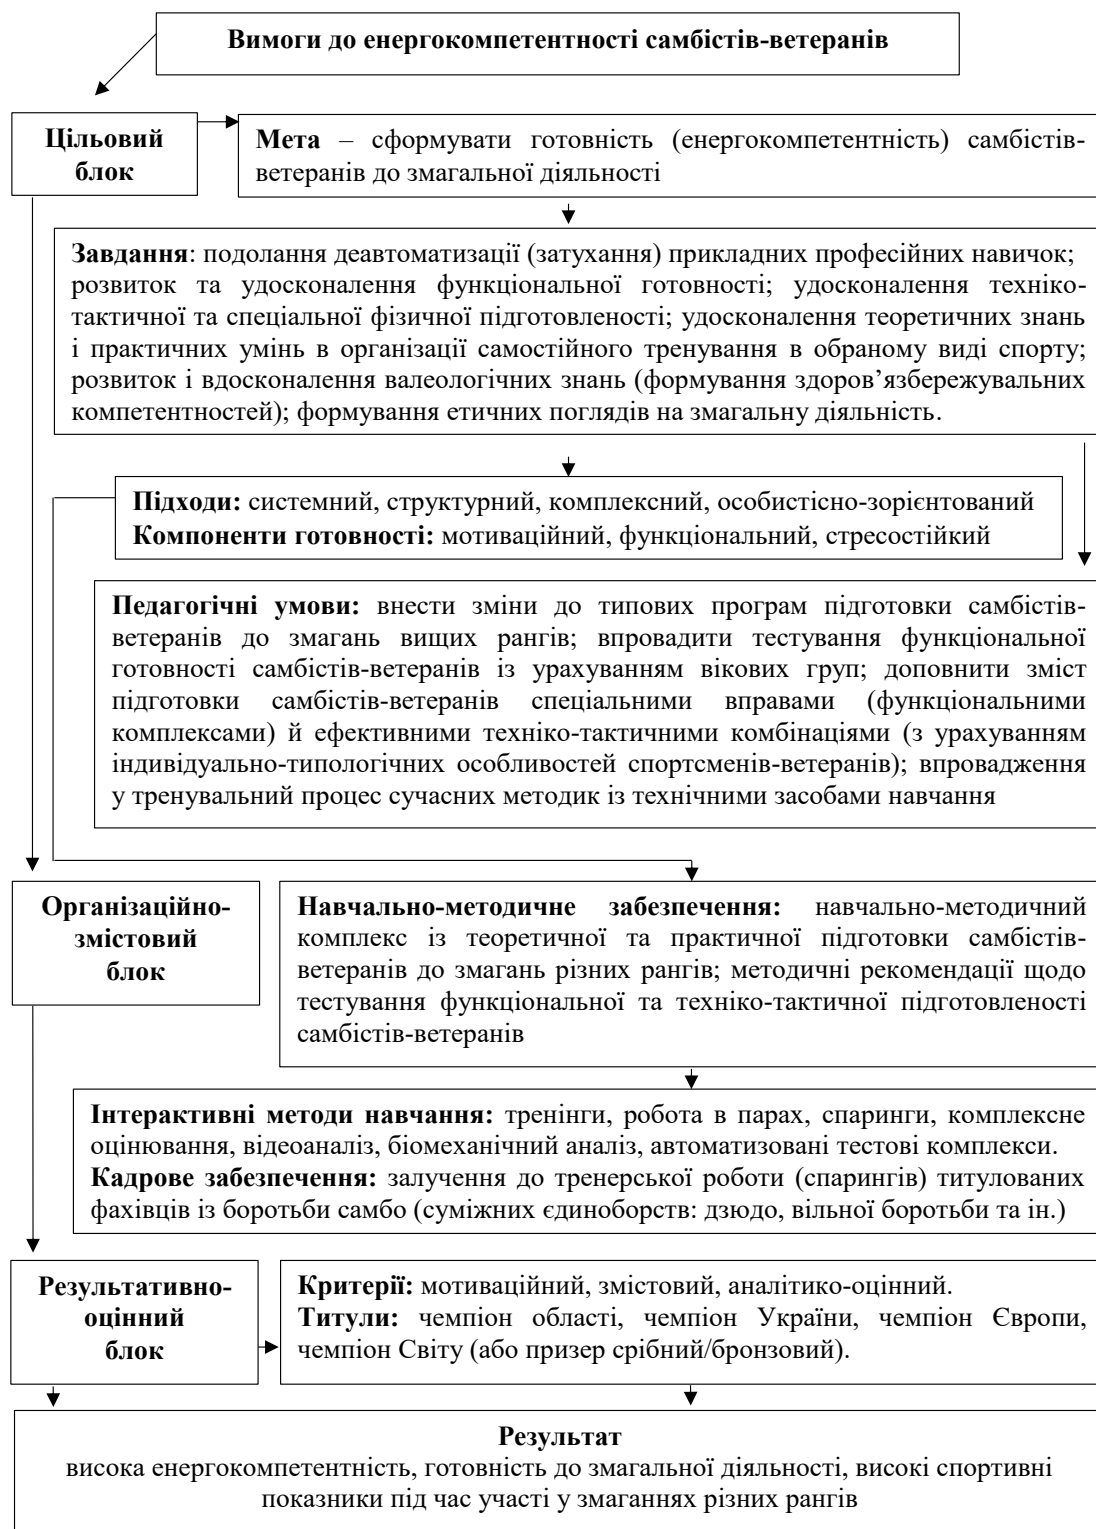 Вимоги до енергокомпетентності самбістів-ветеранів
Цільовий
блок
Мета – сформувати готовність (енергокомпетентність) самбістів-
ветеранів до змагальної діяльності
Завдання: подолання деавтоматизації (затухання) прикладних професійних навичок;
розвиток та удосконалення функціональної готовності; удосконалення техніко-
тактичної та спеціальної фізичної підготовленості; удосконалення теоретичних знань
і практичних умінь в організації самостійного тренування в обраному виді спорту;
розвиток і вдосконалення валеологічних знань (формування здоров’язбережувальних
компетентностей); формування етичних поглядів на змагальну діяльність.
Підходи: системний, структурний, комплексний, особистісно-зорієнтований
Компоненти готовності: мотиваційний, функціональний, стресостійкий
Педагогічні умови: внести зміни до типових програм підготовки самбістів-
ветеранів до змагань вищих рангів; впровадити тестування функціональної
готовності самбістів-ветеранів із урахуванням вікових груп; доповнити зміст
підготовки самбістів-ветеранів спеціальними вправами (функціональними
комплексами) й ефективними техніко-тактичними комбінаціями (з урахуванням
індивідуально-типологічних особливостей спортсменів-ветеранів); впровадження
у тренувальний процес сучасних методик із технічними засобами навчання
Організаційно-
змістовий
блок
Навчально-методичне забезпечення: навчально-методичний
комплекс із теоретичної та практичної підготовки самбістів-
ветеранів до змагань різних рангів; методичні рекомендації щодо
тестування функціональної та техніко-тактичної підготовленості
самбістів-ветеранів
Інтерактивні методи навчання: тренінги, робота в парах, спаринги, комплексне
оцінювання, відеоаналіз, біомеханічний аналіз, автоматизовані тестові комплекси.
Кадрове забезпечення: залучення до тренерської роботи (спарингів) титулованих
фахівців із боротьби самбо (суміжних єдиноборств: дзюдо, вільної боротьби та ін.)
Результативно-
оцінний
блок
Критерії: мотиваційний, змістовий, аналітико-оцінний.
Титули: чемпіон області, чемпіон України, чемпіон Європи,
чемпіон Світу (або призер срібний/бронзовий).
Результат
висока енергокомпетентність, готовність до змагальної діяльності, високі спортивні
показники під час участі у змаганнях різних рангів